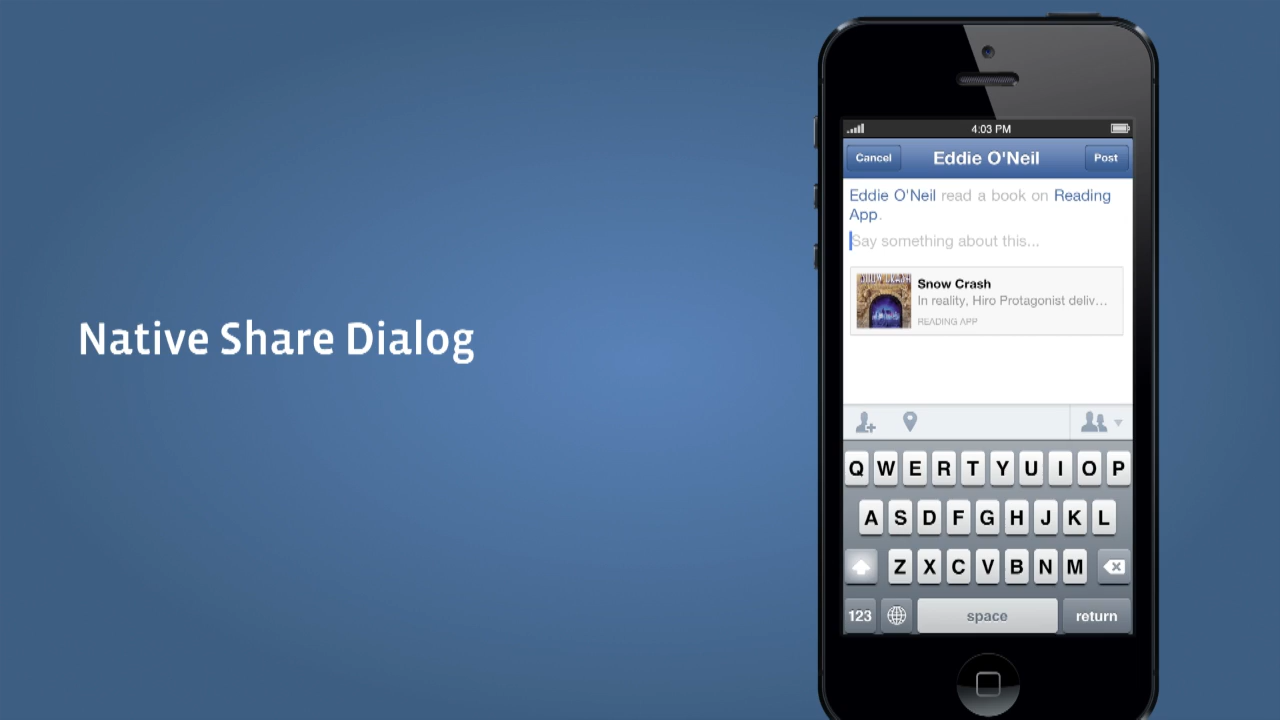 Native Share Dialog
4:03 PM
Cancel
Eddie O'Neil
Post
Eddie O'Neil read a book on Reading
App.
Say something about this...
Snow Crash
In reality, Hiro Protagonist deliv...
READING APP
Q W E R T Y U I O P
A S D F G H J K L
Z X C V B N M
123
space
return